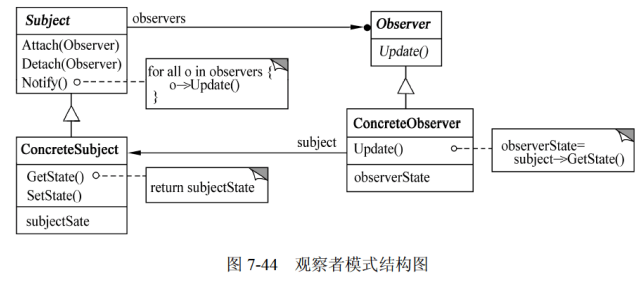 Subject
observers
Observer
Attach(Observer)
Detach(Observer)
Notify()
for all o in observers {
o->Update()
}
Update()
ConcreteSubject
GetState()
SetState()
subjectSate
return subjectState
subject
ConcreteObserver
Update()
observerState
observerState=
subject->GetState()
图 7-44 观察者模式结构图